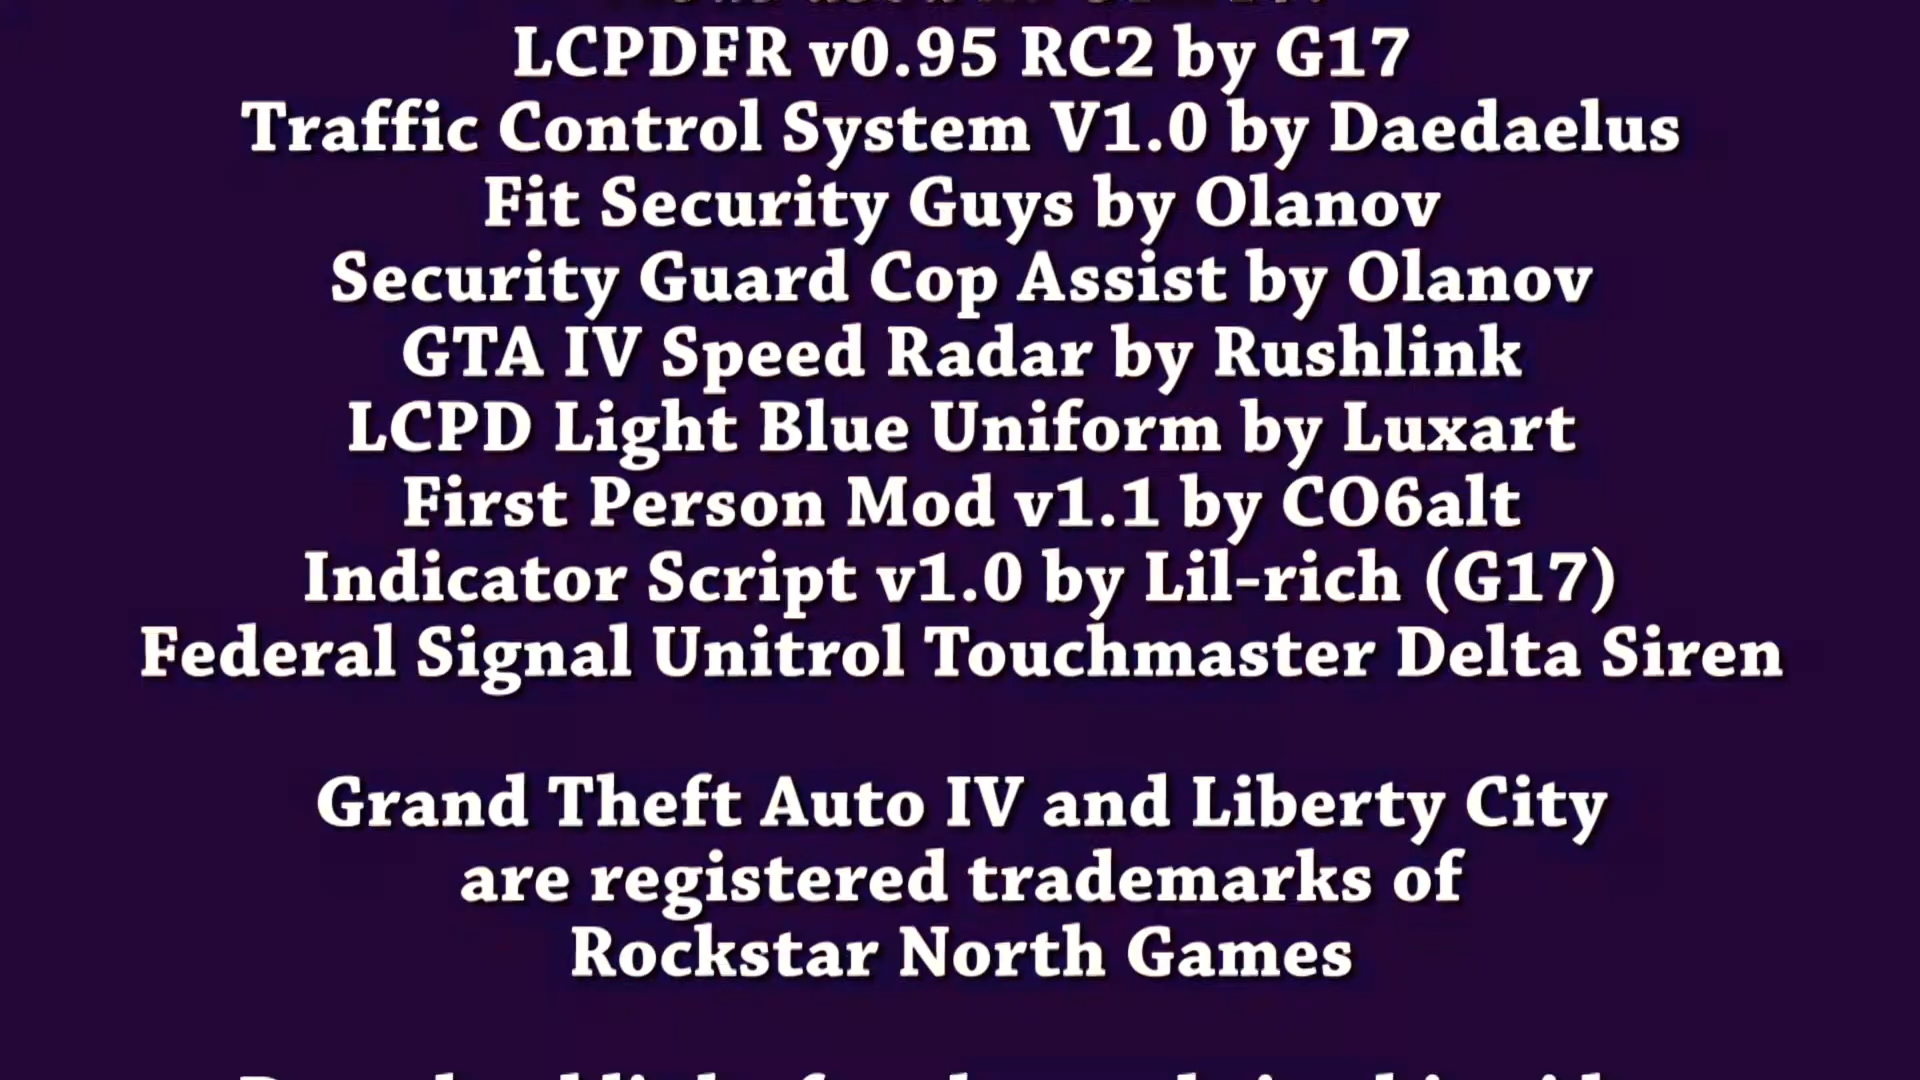 LCPDFR v0.95 RC2 by G17
Traffic Control System V1.0 by Daedaelus
Fit Security Guys by Olanov
Security Guard Cop Assist by Olanov
GTA IV Speed Radar by Rushlink
LCPD Light Blue Uniform by Luxart
First Person Mod v1.1 by CO6alt
Indicator Script v1.0 by Lil-rich (G17)
Federal Signal Unitrol Touchmaster Delta Siren
Grand Theft Auto IV and Liberty City
are registered trademarks of
Rockstar North Games